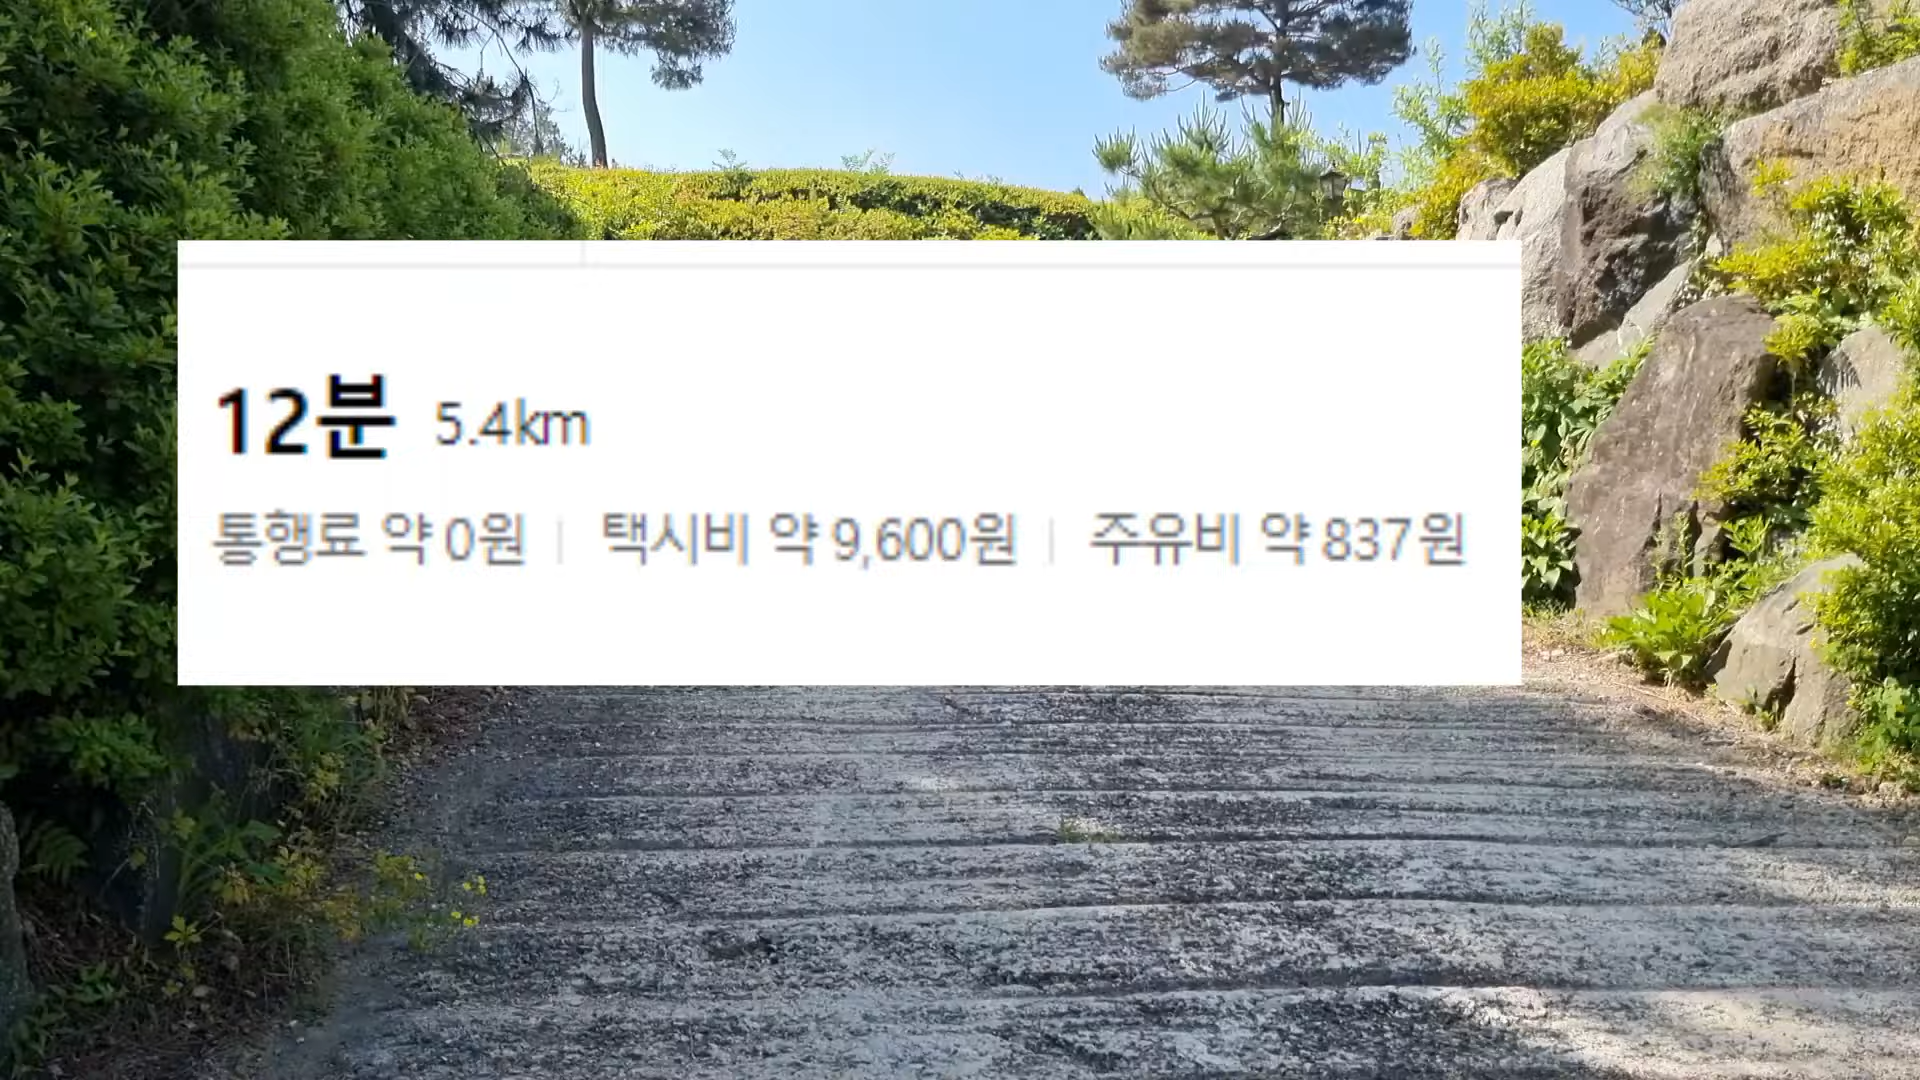 12분 5.4km
통행료 약 0원 | 택시비 약 9,600원 | 주유비 약 837원